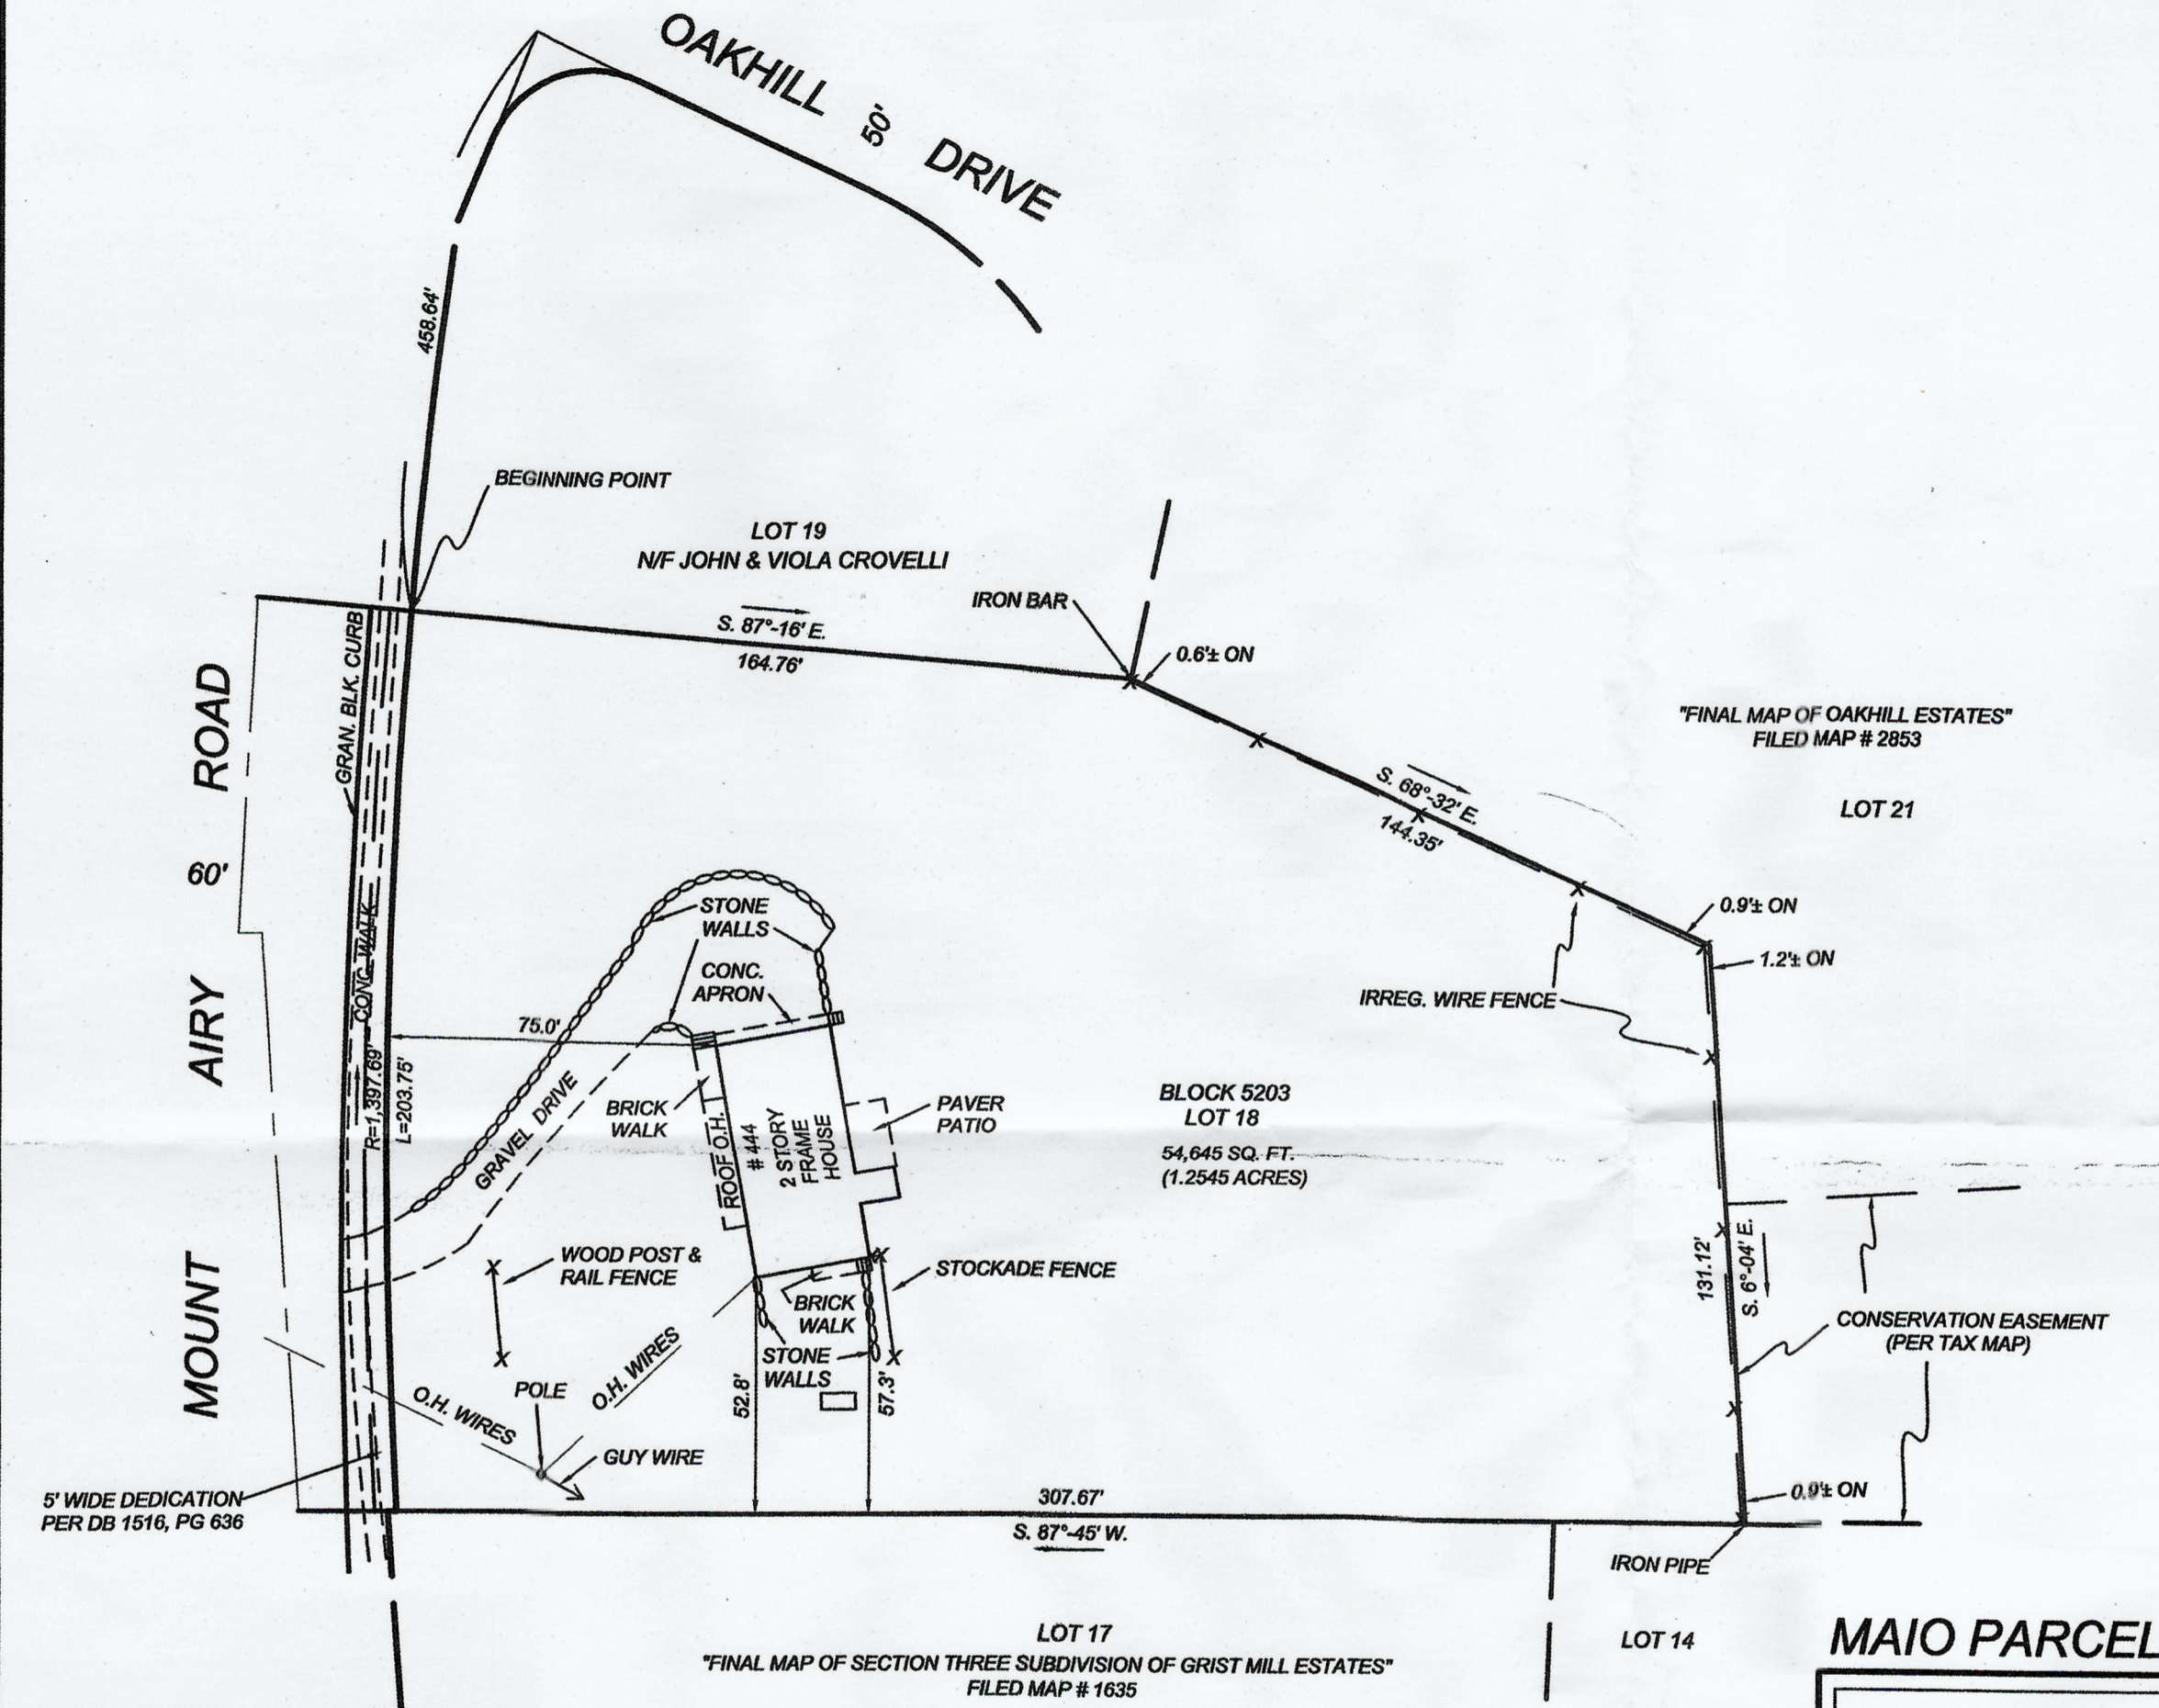 OAKHILL 50' DRIVE
458.64'
BEGINNING POINT
LOT 19
N/F JOHN & VIOLA CROVELLI
IRON BAR
S. 87°-16' E.
164.76'
0.6'± ON
GRAN. BLK. CURB
"FINAL MAP OF OAKHILL ESTATES"
FILED MAP # 2853
LOT 21
S. 68°-32' E.
144.35'
MOUNT AIRY 60' ROAD
CONC. WALK
R=1,397.69'
L=203.75'
STONE
WALLS
CONC.
APRON
75.0'
0.9'± ON
1.2'± ON
IRREG. WIRE FENCE
GRAVEL DRIVE
BRICK
WALK
ROOF O.H.
# 444
2 STORY
FRAME
HOUSE
PAVER
PATIO
BLOCK 5203
LOT 18
54,645 SQ. FT.
(1.2545 ACRES)
WOOD POST &
RAIL FENCE
STOCKADE FENCE
BRICK
WALK
STONE
WALLS
131.12'
S. 6°-04' E.
CONSERVATION EASEMENT
(PER TAX MAP)
O.H. WIRES
POLE
O.H. WIRES
52.8'
57.3'
GUY WIRE
5' WIDE DEDICATION
PER DB 1516, PG 636
307.67'
S. 87°-45' W.
0.9'± ON
IRON PIPE
LOT 17
"FINAL MAP OF SECTION THREE SUBDIVISION OF GRIST MILL ESTATES"
FILED MAP # 1635
LOT 14
MAIO PARCEL